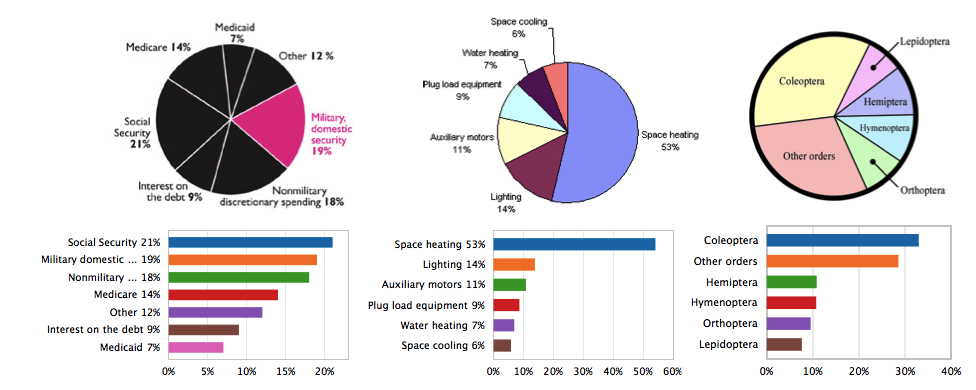 Medicaid
7%
Medicare 14%
Other 12 %
Social
Security
21%
Military,
domestic
security
19%
Interest on
the debt 9%
Nonmilitary
discretionary spending 18%
Space cooling
6%
Water heating
7%
Plug load equipment
9%
Auxiliary motors
11%
Space heating
53%
Lighting
14%
Lepidoptera
Coleoptera
Hemiptera
Hymenoptera
Other orders
Orthoptera
Social Security 21%
Military domestic ... 19%
Nonmilitary ... 18%
Medicare 14%
Other 12%
Interest on the debt 9%
Medicaid 7%
0% 5% 10% 15% 20%
Space heating 53%
Lighting 14%
Auxiliary motors 11%
Plug load equipment 9%
Water heating 7%
Space cooling 6%
0% 10% 20% 30% 40% 50% 60%
Coleoptera
Other orders
Hemiptera
Hymenoptera
Orthoptera
Lepidoptera
0% 10% 20% 30% 40%